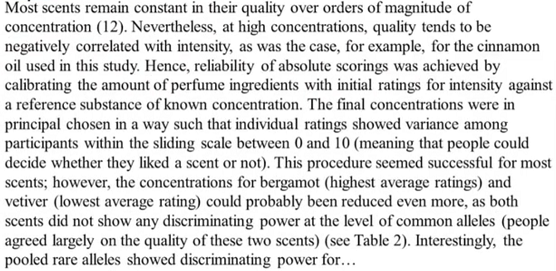 Most scents remain constant in their quality over orders of magnitude of
concentration (12). Nevertheless, at high concentrations, quality tends to be
negatively correlated with intensity, as was the case, for example, for the cinnamon
oil used in this study. Hence, reliability of absolute scorings was achieved by
calibrating the amount of perfume ingredients with initial ratings for intensity against
a reference substance of known concentration. The final concentrations were in
principal chosen in a way such that individual ratings showed variance among
participants within the sliding scale between 0 and 10 (meaning that people could
decide whether they liked a scent or not). This procedure seemed successful for most
scents; however, the concentrations for bergamot (highest average ratings) and
vetiver (lowest average rating) could probably been reduced even more, as both
scents did not show any discriminating power at the level of common alleles (people
agreed largely on the quality of these two scents) (see Table 2). Interestingly, the
pooled rare alleles showed discriminating power for…